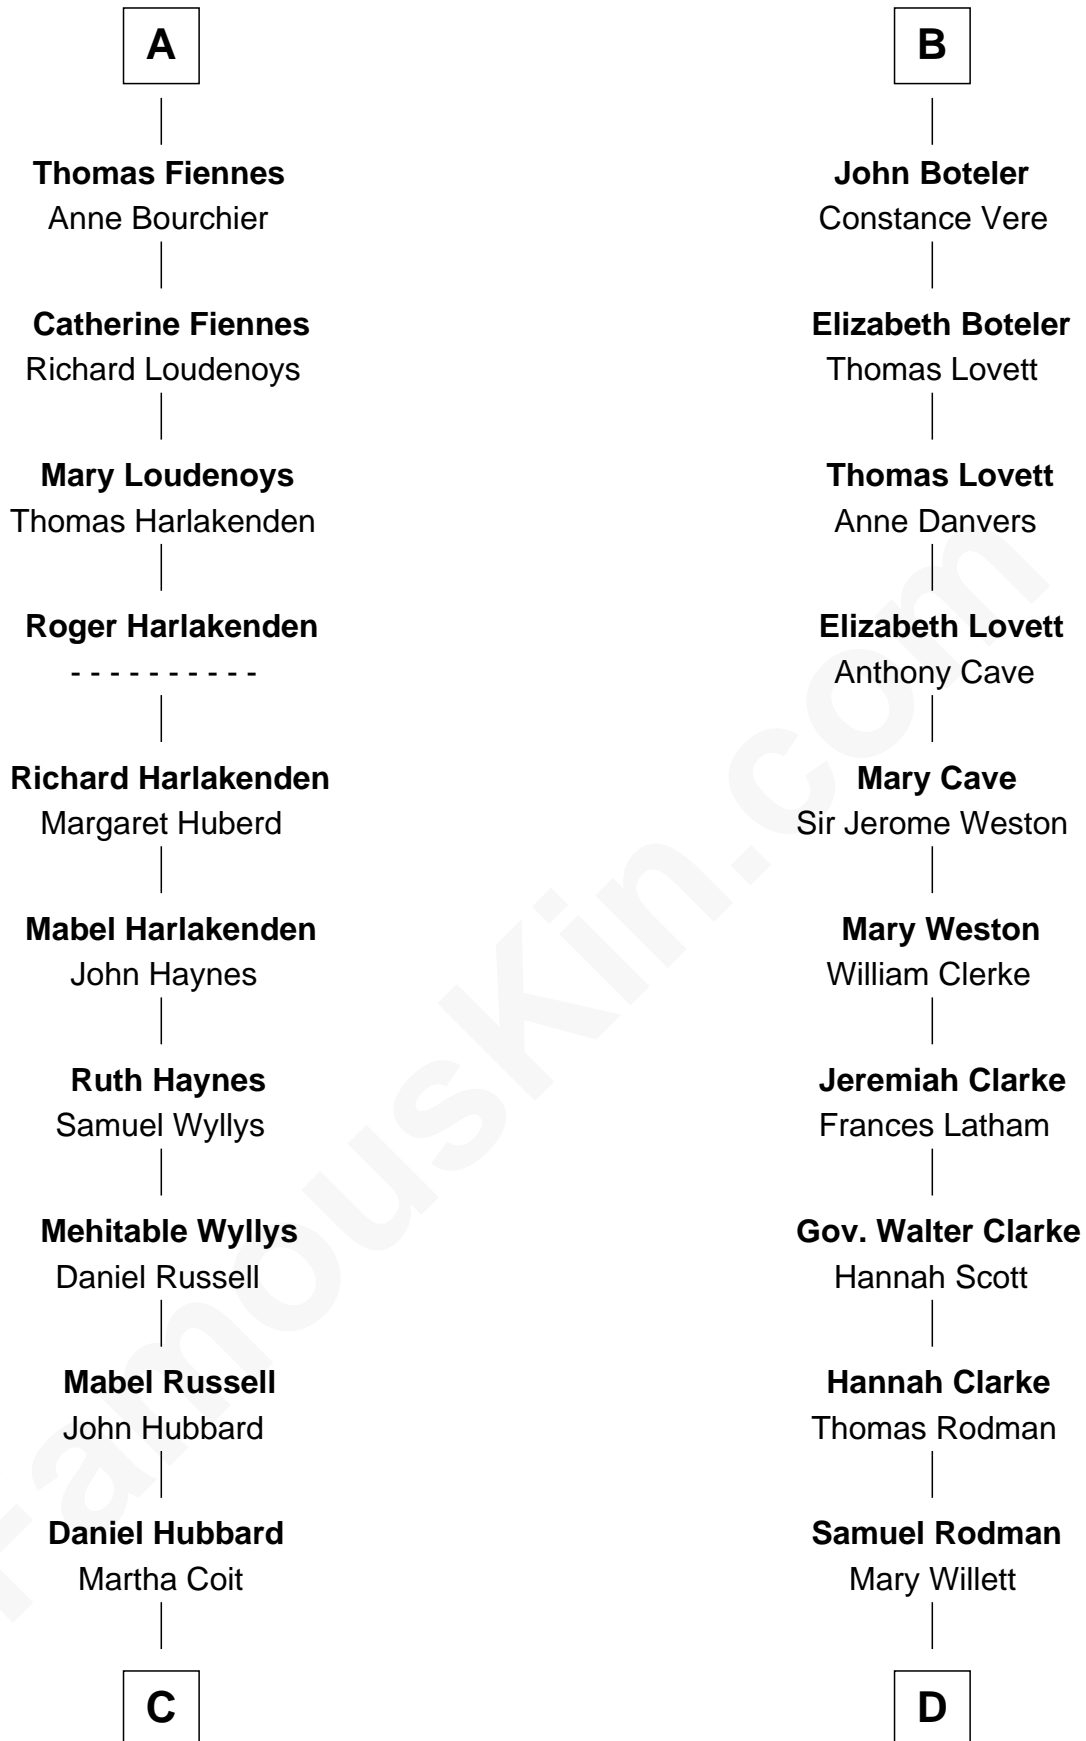 A
Thomas Fiennes
Anne Bourchier
Catherine Fiennes
Richard Loudenoys
Mary Loudenoys
Thomas Harlakenden
Roger Harlakenden
- - - - - - - - - -
Richard Harlakenden
Margaret Huberd
Mabel Harlakenden
John Haynes
Ruth Haynes
Samuel Wyllys
Mehitable Wyllys
Daniel Russell
Mabel Russell
John Hubbard
Daniel Hubbard
Martha Coit
C
B
John Boteler
Constance Vere
Elizabeth Boteler
Thomas Lovett
Thomas Lovett
Anne Danvers
Elizabeth Lovett
Anthony Cave
Mary Cave
Sir Jerome Weston
Mary Weston
William Clerke
Jeremiah Clarke
Frances Latham
Gov. Walter Clarke
Hannah Scott
Hannah Clarke
Thomas Rodman
Samuel Rodman
Mary Willett
D
FamousKin.com